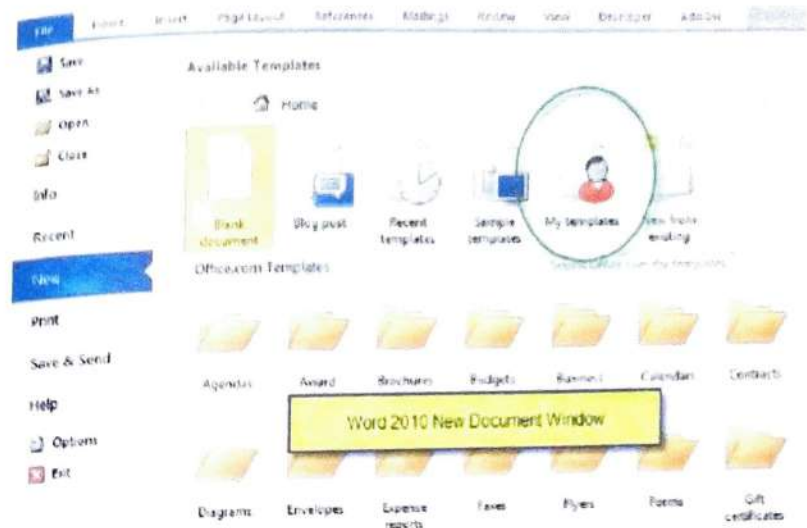 File Home Insert Page Layout References Mailings Review View Developer Add-Ins
Save
Save As
Open
Close
Info
Recent
New
Print
Save & Send
Help
Options
Exit
Available Templates
Home
Blank document
Blog post
Recent templates
Sample templates
My templates
New from existing
Office.com Templates
Agendas
Award
Brochures
Budgets
Business
Calendars
Contracts
Word 2010 New Document Window
Diagrams
Envelopes
Expense reports
Faxes
Flyers
Forms
Gift certificates